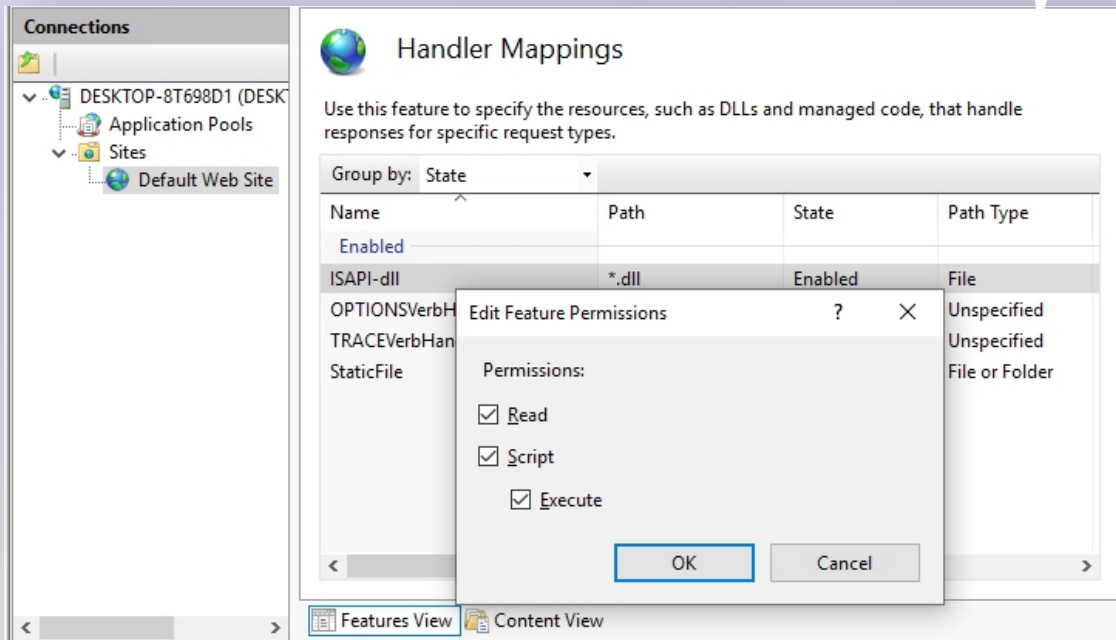 Connections
DESKTOP-8T698D1 (DESK
Application Pools
Sites
Default Web Site
Handler Mappings
Use this feature to specify the resources, such as DLLs and managed code, that handle
responses for specific request types.
Group by: State
Name Path State Path Type
Enabled
ISAPI-dll *.dll Enabled File
OPTIONSVerbH Unspecified
TRACEVerbHan Unspecified
StaticFile File or Folder
Edit Feature Permissions ?
Permissions:
Read
Script
Execute
OK Cancel
Features View Content View